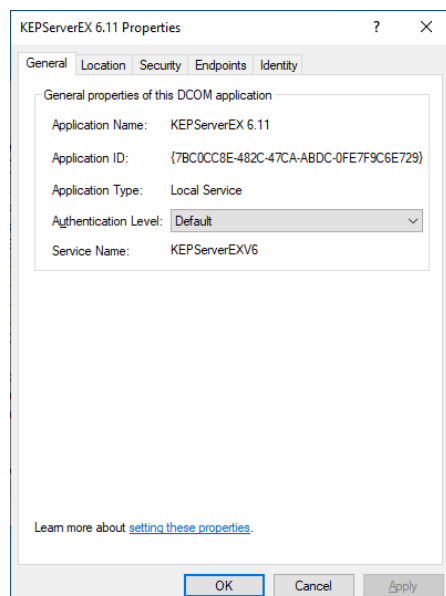 KEPServerEX 6.11 Properties ? ×
General Location Security Endpoints Identity
General properties of this DCOM application
Application Name: KEPServerEX 6.11
Application ID: {7BC0CC8E-482C-47CA-ABDC-0FE7F9C6E729}
Application Type: Local Service
Authentication Level: Default
Service Name: KEPServerEXV6
Learn more about setting these properties.
OK Cancel Apply